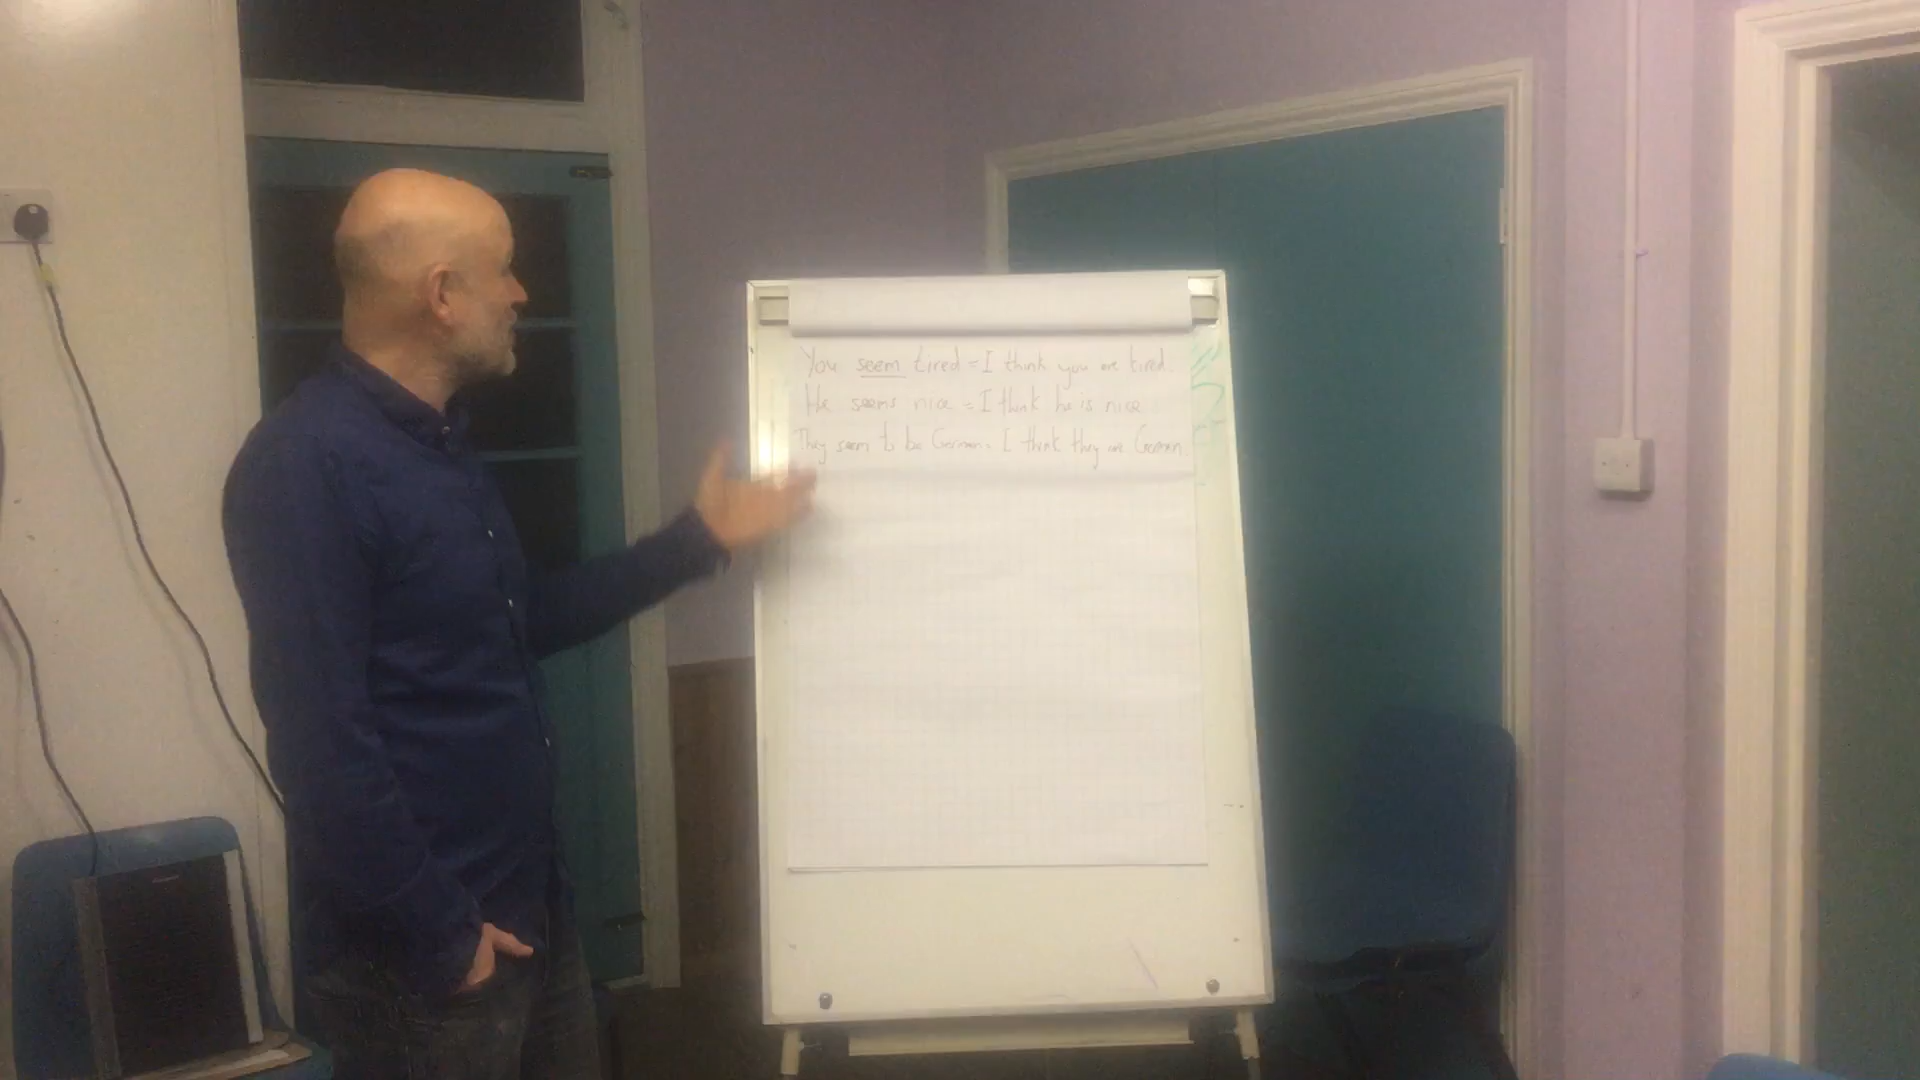 You seem tired = I think you are tired.
He seems nice = I think he is nice.
They seem to be German = I think they are German.